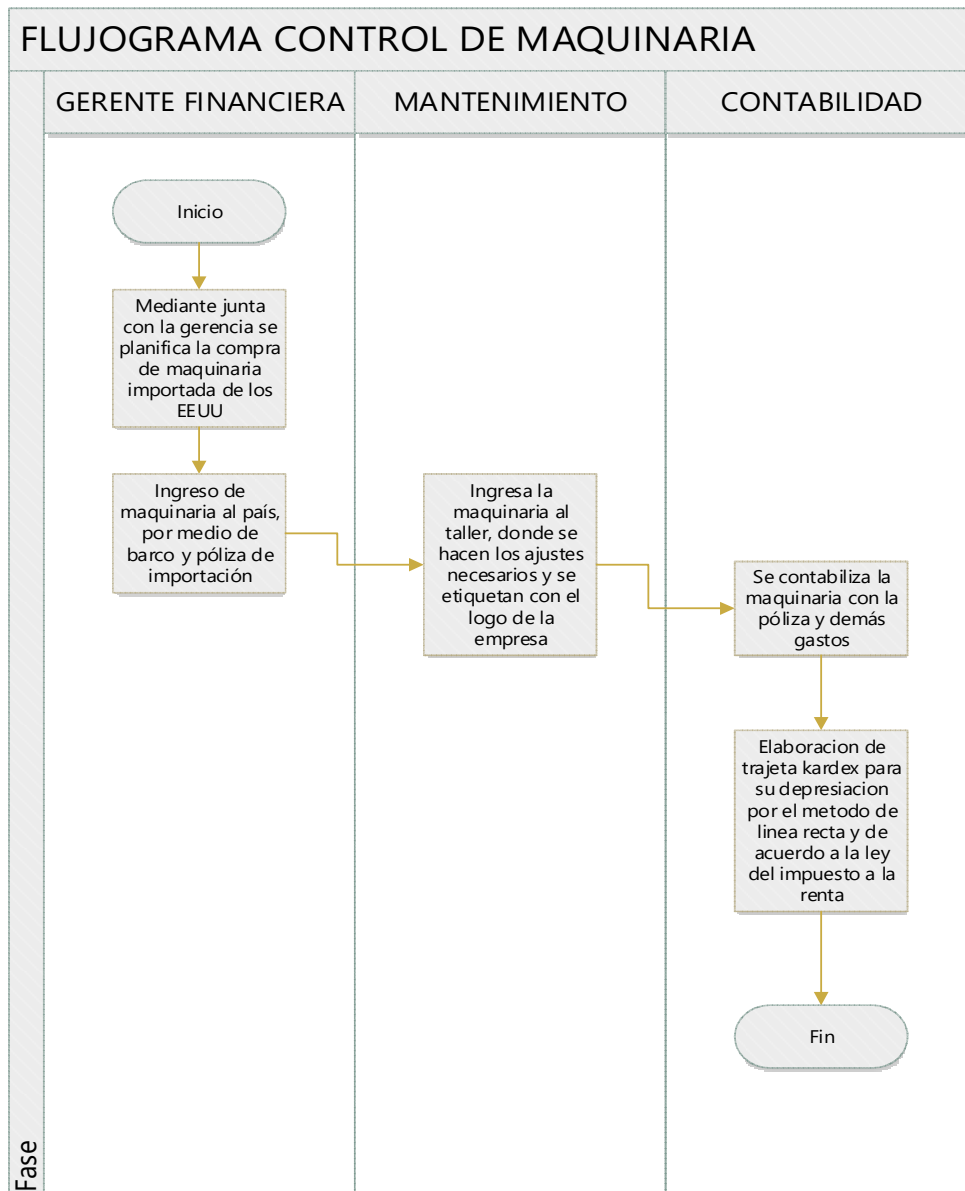 FLUJOGRAMA CONTROL DE MAQUINARIA
GERENTE FINANCIERA
MANTENIMIENTO
CONTABILIDAD
Inicio
Mediante junta
con la gerencia se
planifica la compra
de maquinaria
importada de los
EEUU
Ingreso de
maquinaria al país,
por medio de
barco y póliza de
importación
Ingresa la
maquinaria al
taller, donde se
hacen los ajustes
necesarios y se
etiquetan con el
logo de la
empresa
Se contabiliza la
maquinaria con la
póliza y demás
gastos
Elaboracion de
trajeta kardex para
su depresiacion
por el metodo de
linea recta y de
acuerdo a la ley
del impuesto a la
renta
Fin
Fase